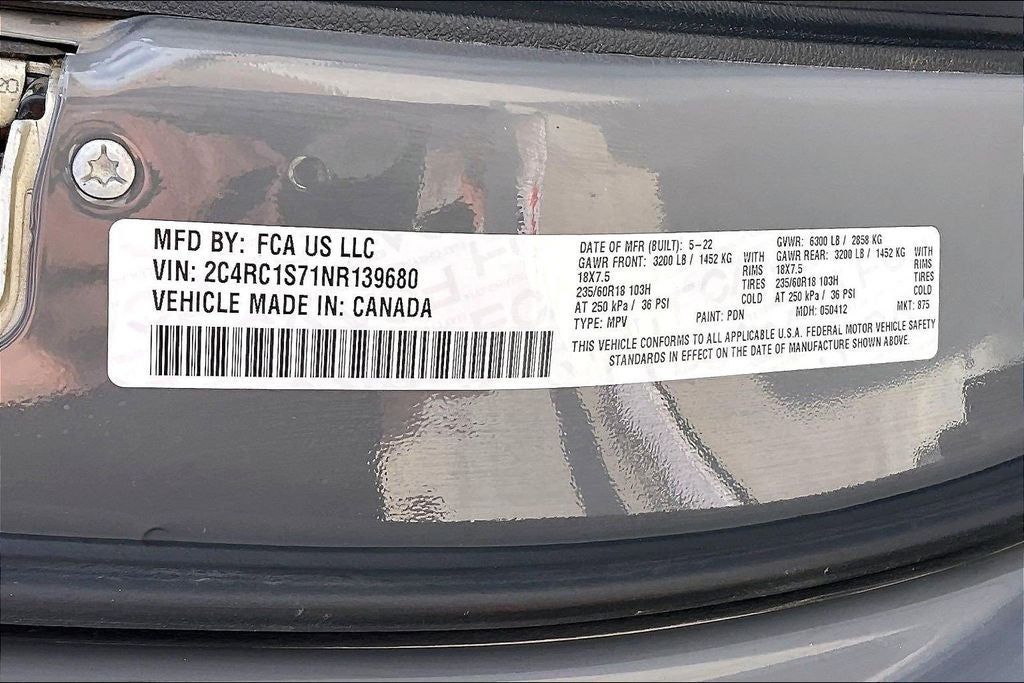 20
MFD BY: FCA US LLC
VIN: 2C4RC1S71NR139680
VEHICLE MADE IN: CANADA
DATE OF MFR (BUILT): 5-22 GVWR: 6300 LB / 2858 KG
GAWR FRONT: 3200 LB / 1452 KG WITH GAWR REAR: 3200 LB / 1452 KG WITH
18X7.5 RIMS 18X7.5 RIMS
235/60R18 103H TIRES 235/60R18 103H TIRES
AT 250 kPa / 36 PSI COLD AT 250 kPa / 36 PSI COLD
TYPE: MPV PAINT: PDN MDH: 050412 MKT: 875
THIS VEHICLE CONFORMS TO ALL APPLICABLE U.S.A. FEDERAL MOTOR VEHICLE SAFETY
STANDARDS IN EFFECT ON THE DATE OF MANUFACTURE SHOWN ABOVE.